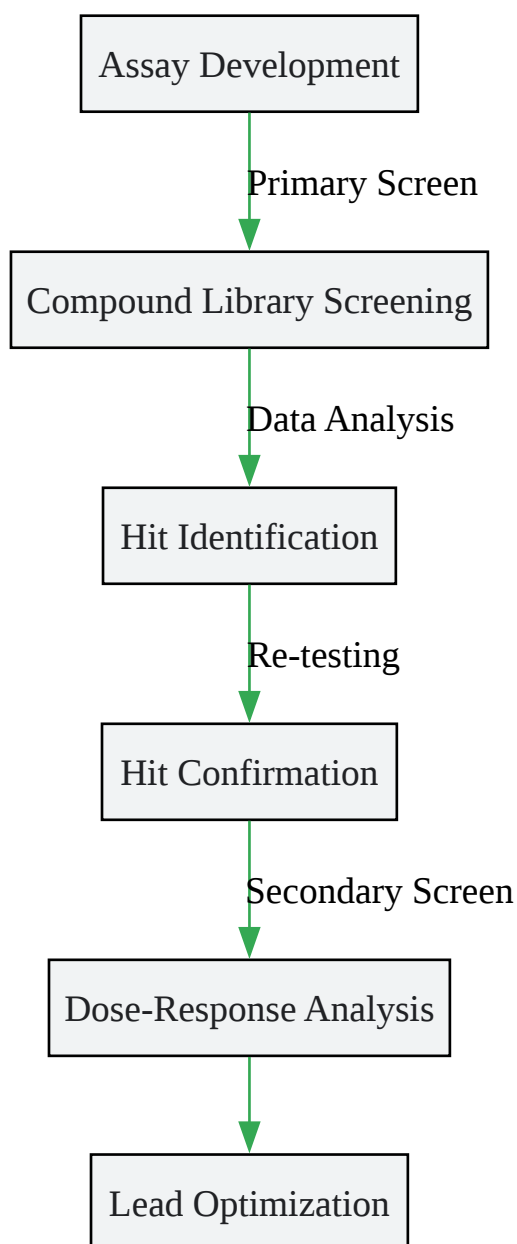 Assay Development
Primary Screen
Compound Library Screening
Data Analysis
Hit Identification
Re-testing
Hit Confirmation
Secondary Screen
Dose-Response Analysis
Lead Optimization